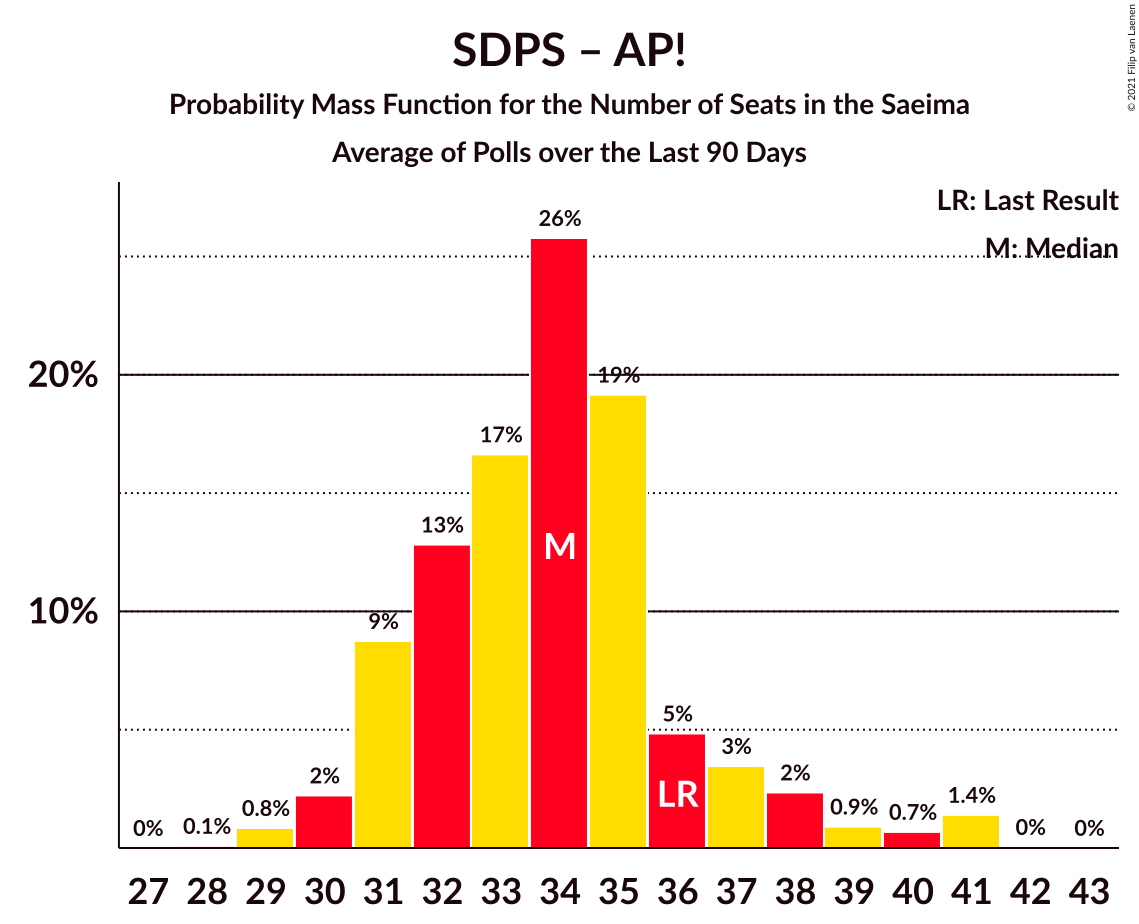 SDPS – AP!
Probability Mass Function for the Number of Seats in the Saeima
Average of Polls over the Last 90 Days
© 2021 Filip van Laenen
LR: Last Result
M: Median
20%
10%
0% 0.1% 0.8% 2% 9% 13% 17% 26% 19% 5% 3% 2% 0.9% 0.7% 1.4% 0% 0%
M
LR
27 28 29 30 31 32 33 34 35 36 37 38 39 40 41 42 43